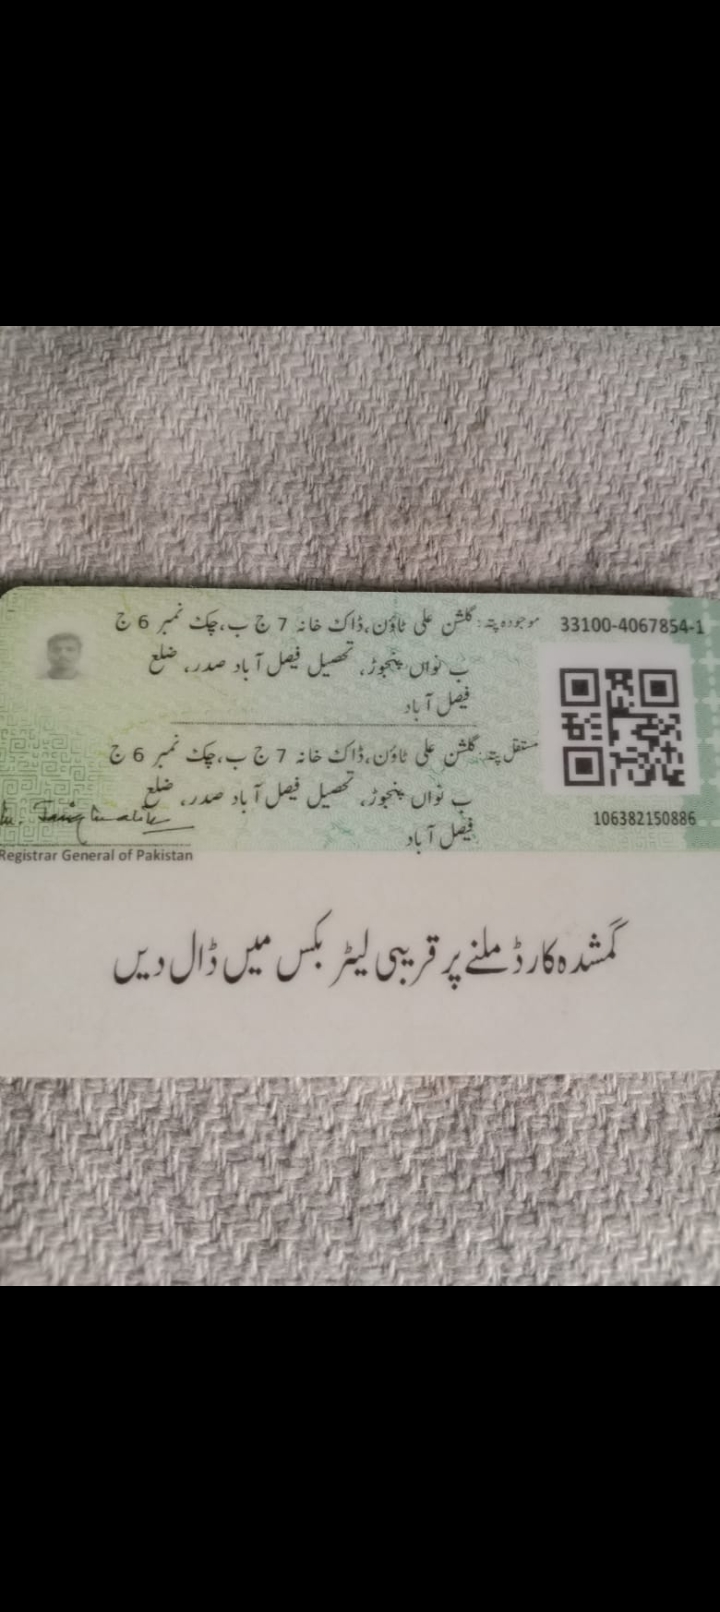 33100-4067854-1
موجودہ پتہ: گلشن علی ٹاؤن، ڈاک خانہ 7 ج ب، چک نمبر 6 ج
ب نواں پنجوڑ، تحصیل فیصل آباد صدر، ضلع
فیصل آباد
مستقل پتہ: گلشن علی ٹاؤن، ڈاک خانہ 7 ج ب، چک نمبر 6 ج
ب نواں پنجوڑ، تحصیل فیصل آباد صدر، ضلع
فیصل آباد
106382150886
Registrar General of Pakistan
گمشدہ کارڈ ملنے پر قریبی لیٹر بکس میں ڈال دیں